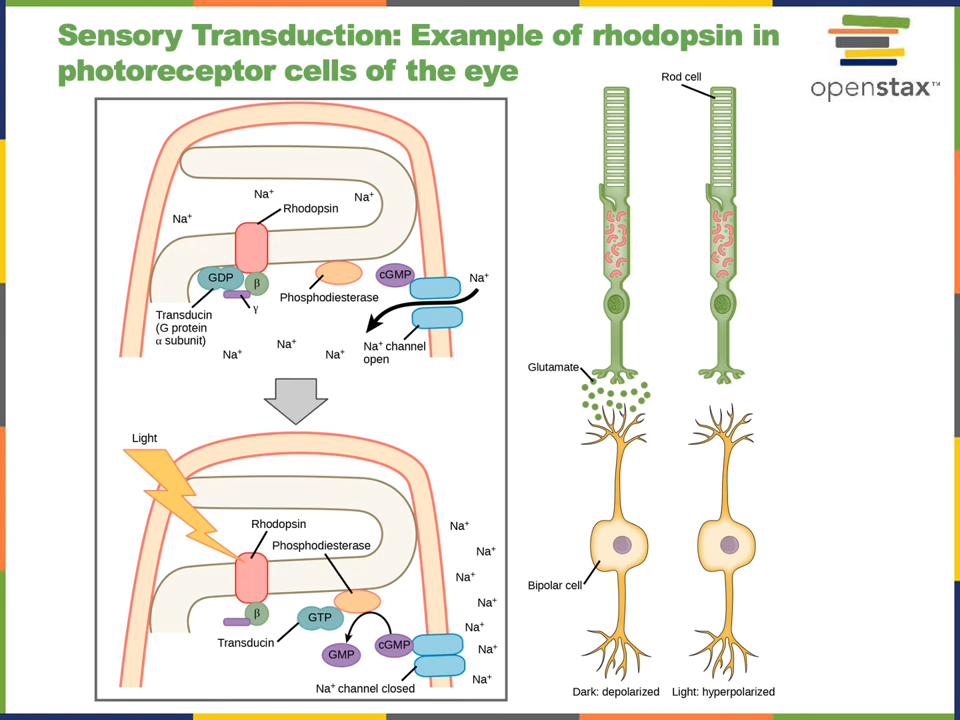 Sensory Transduction: Example of rhodopsin in
photoreceptor cells of the eye
openstax™
Rod cell
Na⁺
Na⁺
Na⁺
Rhodopsin
GDP
β
γ
cGMP
Na⁺
Phosphodiesterase
Transducin
(G protein
α subunit)
Na⁺
Na⁺
Na⁺
Na⁺ channel
open
Glutamate
Light
Rhodopsin
Phosphodiesterase
β
GTP
Transducin
GMP
cGMP
Na⁺
Na⁺
Na⁺
Na⁺
Na⁺
Na⁺
Na⁺
Na⁺ channel closed
Bipolar cell
Dark: depolarized
Light: hyperpolarized